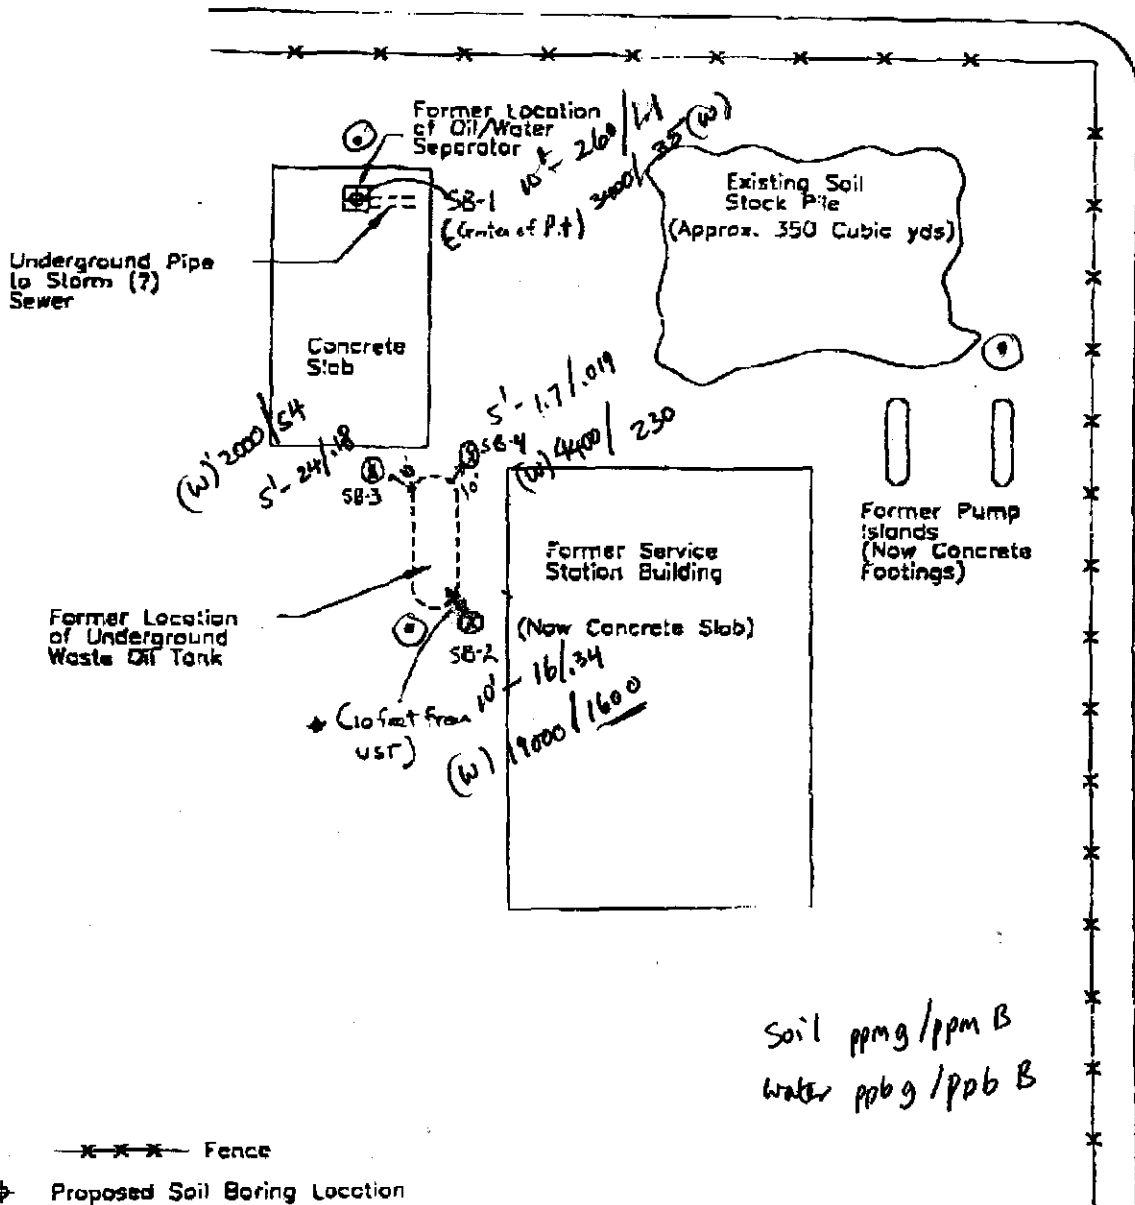 Former Location
of Oil/Water
Separator
10' - 260/1.1
3400/35 (W)
SB-1
(Center of Pit)
Existing Soil
Stock Pile
(Approx. 350 Cubic yds)
Underground Pipe
to Storm (?)
Sewer
Concrete
Slab
5' - 1.7/.019
(W) 4400/230
SB-4
10'
(W) 2000/54
5' - 24/.18
SB-3
10'
Former Pump
Islands
(Now Concrete
Footings)
Former Service
Station Building
(Now Concrete Slab)
Former Location
of Underground
Waste Oil Tank
SB-2
10' - 16/.34
(W) 19000/1600
* (10 feet from
UST)
Soil ppm g/ppm B
Water ppb g/ppb B
Fence
Proposed Soil Boring Location